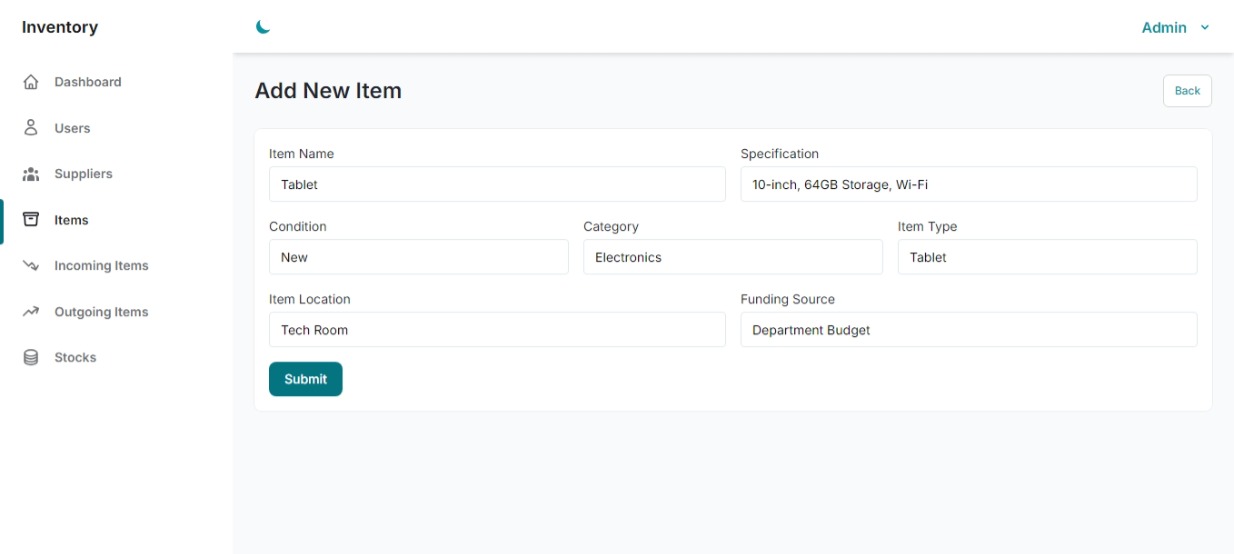 Inventory
Admin
Dashboard
Users
Suppliers
Items
Incoming Items
Outgoing Items
Stocks
Add New Item
Back
Item Name
Specification
Tablet
10-inch, 64GB Storage, Wi-Fi
Condition
Category
Item Type
New
Electronics
Tablet
Item Location
Funding Source
Tech Room
Department Budget
Submit